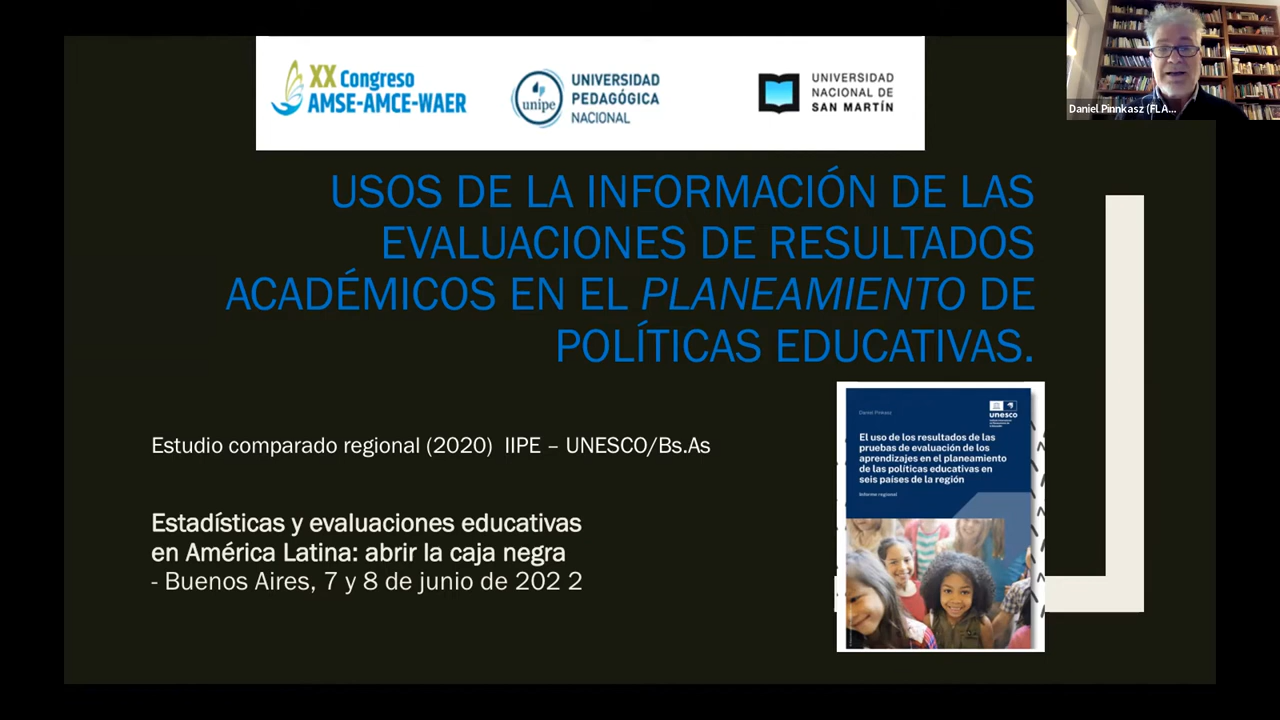 XX Congreso
AMSE-AMCE-WAER
unipe
UNIVERSIDAD
PEDAGÓGICA
NACIONAL
UNIVERSIDAD
NACIONAL DE
SAN MARTÍN
Daniel Pinnkasz (FLA...
USOS DE LA INFORMACIÓN DE LAS
EVALUACIONES DE RESULTADOS
ACADÉMICOS EN EL PLANEAMIENTO DE
POLÍTICAS EDUCATIVAS.
Estudio comparado regional (2020) IIPE – UNESCO/Bs.As
Estadísticas y evaluaciones educativas
en América Latina: abrir la caja negra
- Buenos Aires, 7 y 8 de junio de 202 2
Daniel Pinkasz
unesco
El uso de los resultados de las
pruebas de evaluación de los
aprendizajes en el planeamiento
de las políticas educativas en
seis países de la región
Informe regional